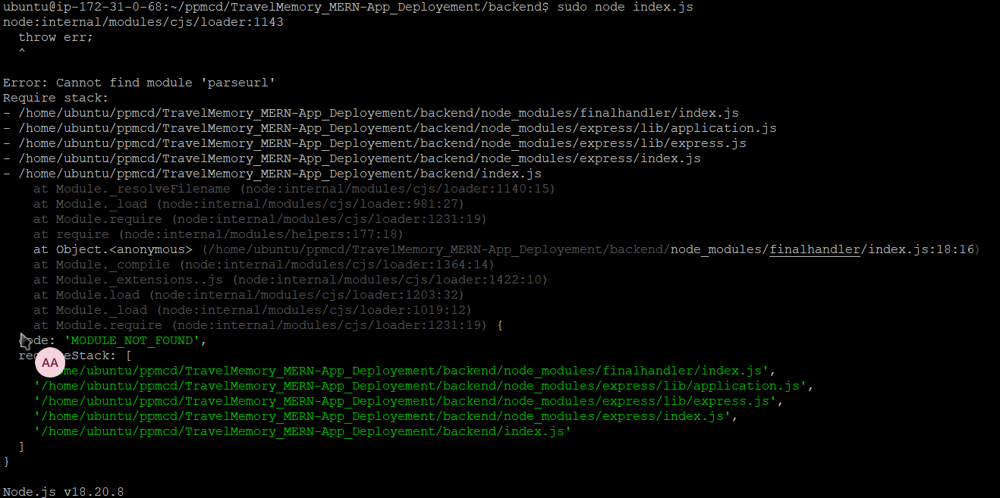 ubuntu@ip-172-31-0-68:~/ppmcd/TravelMemory_MERN-App_Deployement/backend$ sudo node index.js
node:internal/modules/cjs/loader:1143
  throw err;
  ^

Error: Cannot find module 'parseurl'
Require stack:
- /home/ubuntu/ppmcd/TravelMemory_MERN-App_Deployement/backend/node_modules/finalhandler/index.js
- /home/ubuntu/ppmcd/TravelMemory_MERN-App_Deployement/backend/node_modules/express/lib/application.js
- /home/ubuntu/ppmcd/TravelMemory_MERN-App_Deployement/backend/node_modules/express/lib/express.js
- /home/ubuntu/ppmcd/TravelMemory_MERN-App_Deployement/backend/node_modules/express/index.js
- /home/ubuntu/ppmcd/TravelMemory_MERN-App_Deployement/backend/index.js
    at Module._resolveFilename (node:internal/modules/cjs/loader:1140:15)
    at Module._load (node:internal/modules/cjs/loader:981:27)
    at Module.require (node:internal/modules/cjs/loader:1231:19)
    at require (node:internal/modules/helpers:177:18)
    at Object.<anonymous> (/home/ubuntu/ppmcd/TravelMemory_MERN-App_Deployement/backend/node_modules/finalhandler/index.js:18:16)
    at Module._compile (node:internal/modules/cjs/loader:1364:14)
    at Module._extensions..js (node:internal/modules/cjs/loader:1422:10)
    at Module.load (node:internal/modules/cjs/loader:1203:32)
    at Module._load (node:internal/modules/cjs/loader:1019:12)
    at Module.require (node:internal/modules/cjs/loader:1231:19) {
  code: 'MODULE_NOT_FOUND',
  requireStack: [
AA
me/ubuntu/ppmcd/TravelMemory_MERN-App_Deployement/backend/node_modules/finalhandler/index.js',
    '/home/ubuntu/ppmcd/TravelMemory_MERN-App_Deployement/backend/node_modules/express/lib/application.js',
    '/home/ubuntu/ppmcd/TravelMemory_MERN-App_Deployement/backend/node_modules/express/lib/express.js',
    '/home/ubuntu/ppmcd/TravelMemory_MERN-App_Deployement/backend/node_modules/express/index.js',
    '/home/ubuntu/ppmcd/TravelMemory_MERN-App_Deployement/backend/index.js'
  ]
}

Node.js v18.20.8